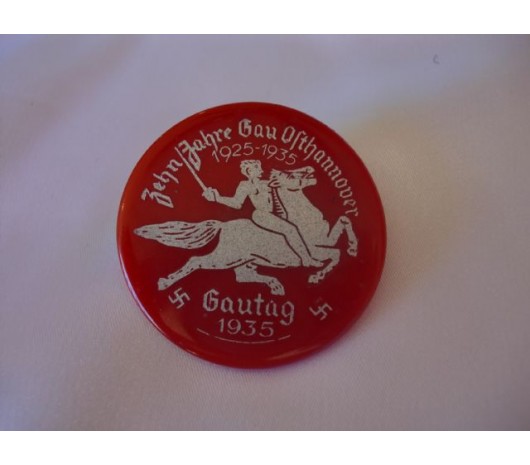 Zehn Jahre Gau Osthannover
1925-1935
Gautag
1935